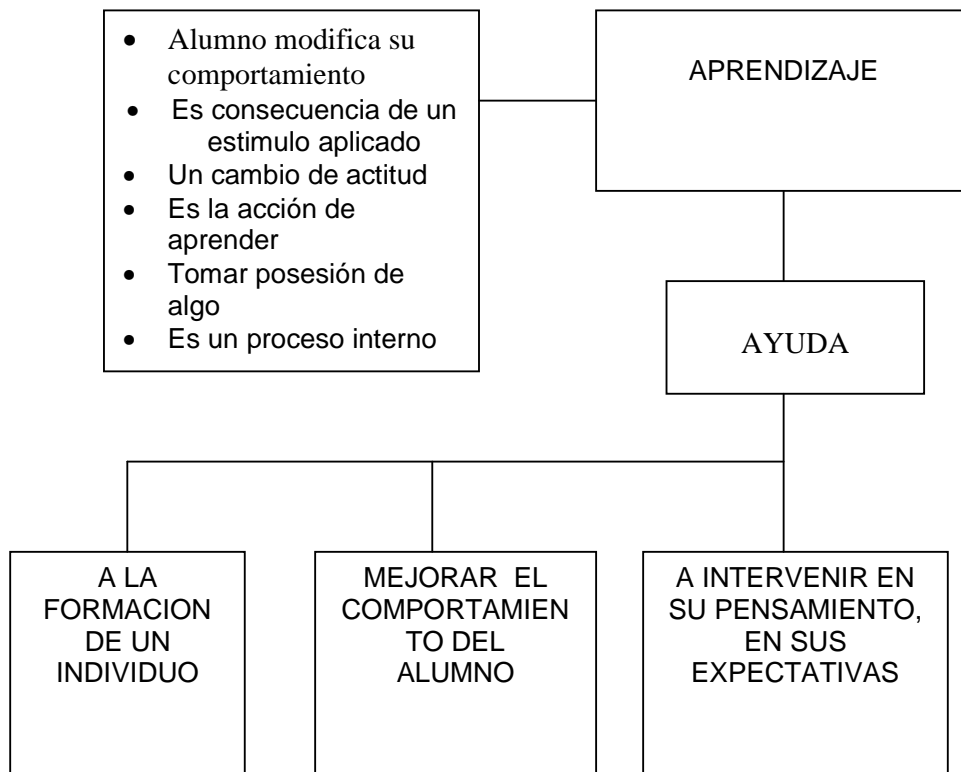 • Alumno modifica su
comportamiento
• Es consecuencia de un
estimulo aplicado
• Un cambio de actitud
• Es la acción de
aprender
• Tomar posesión de
algo
• Es un proceso interno
APRENDIZAJE
AYUDA
A LA
FORMACION
DE UN
INDIVIDUO
MEJORAR EL
COMPORTAMIEN
TO DEL
ALUMNO
A INTERVENIR EN
SU PENSAMIENTO,
EN SUS
EXPECTATIVAS